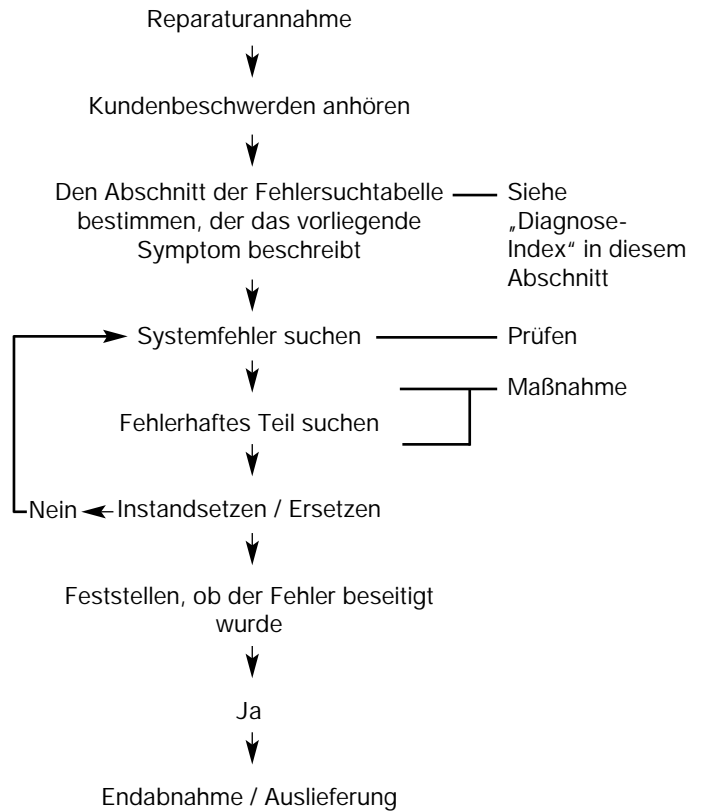 Reparaturannahme
Kundenbeschwerden anhören
Den Abschnitt der Fehlersuchtabelle
bestimmen, der das vorliegende
Symptom beschreibt
Siehe
„Diagnose-
Index“ in diesem
Abschnitt
Systemfehler suchen
Prüfen
Maßnahme
Fehlerhaftes Teil suchen
Nein
Instandsetzen / Ersetzen
Feststellen, ob der Fehler beseitigt
wurde
Ja
Endabnahme / Auslieferung